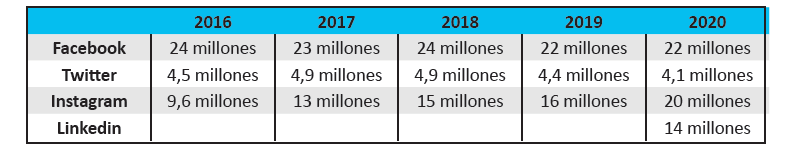 2016 2017 2018 2019 2020
Facebook 24 millones 23 millones 24 millones 22 millones 22 millones
Twitter 4,5 millones 4,9 millones 4,9 millones 4,4 millones 4,1 millones
Instagram 9,6 millones 13 millones 15 millones 16 millones 20 millones
Linkedin 14 millones